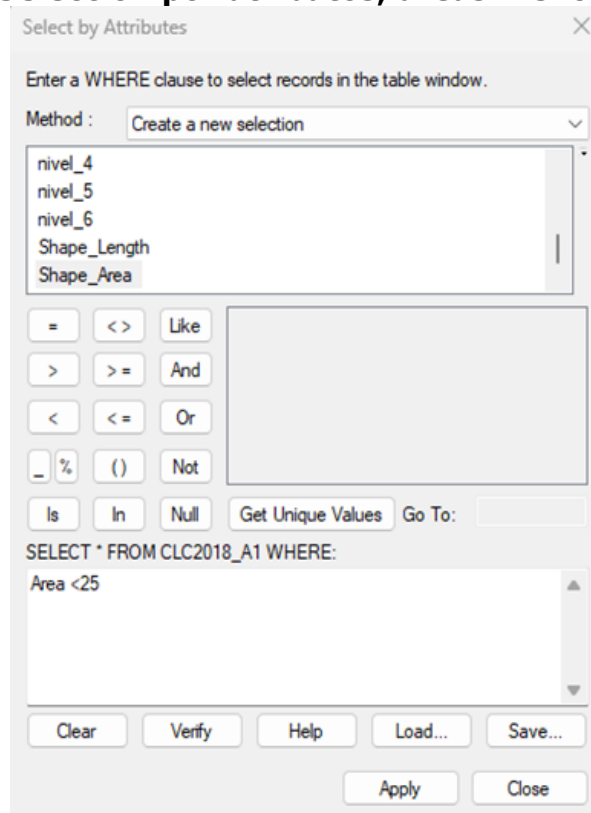 Select by Attributes
Enter a WHERE clause to select records in the table window.
Method : Create a new selection
nivel_4
nivel_5
nivel_6
Shape_Length
Shape_Area
= <> Like
> >= And
< <= Or
_ % () Not
Is In Null Get Unique Values Go To:
SELECT * FROM CLC2018_A1 WHERE:
Area <25
Clear Verify Help Load... Save...
Apply Close